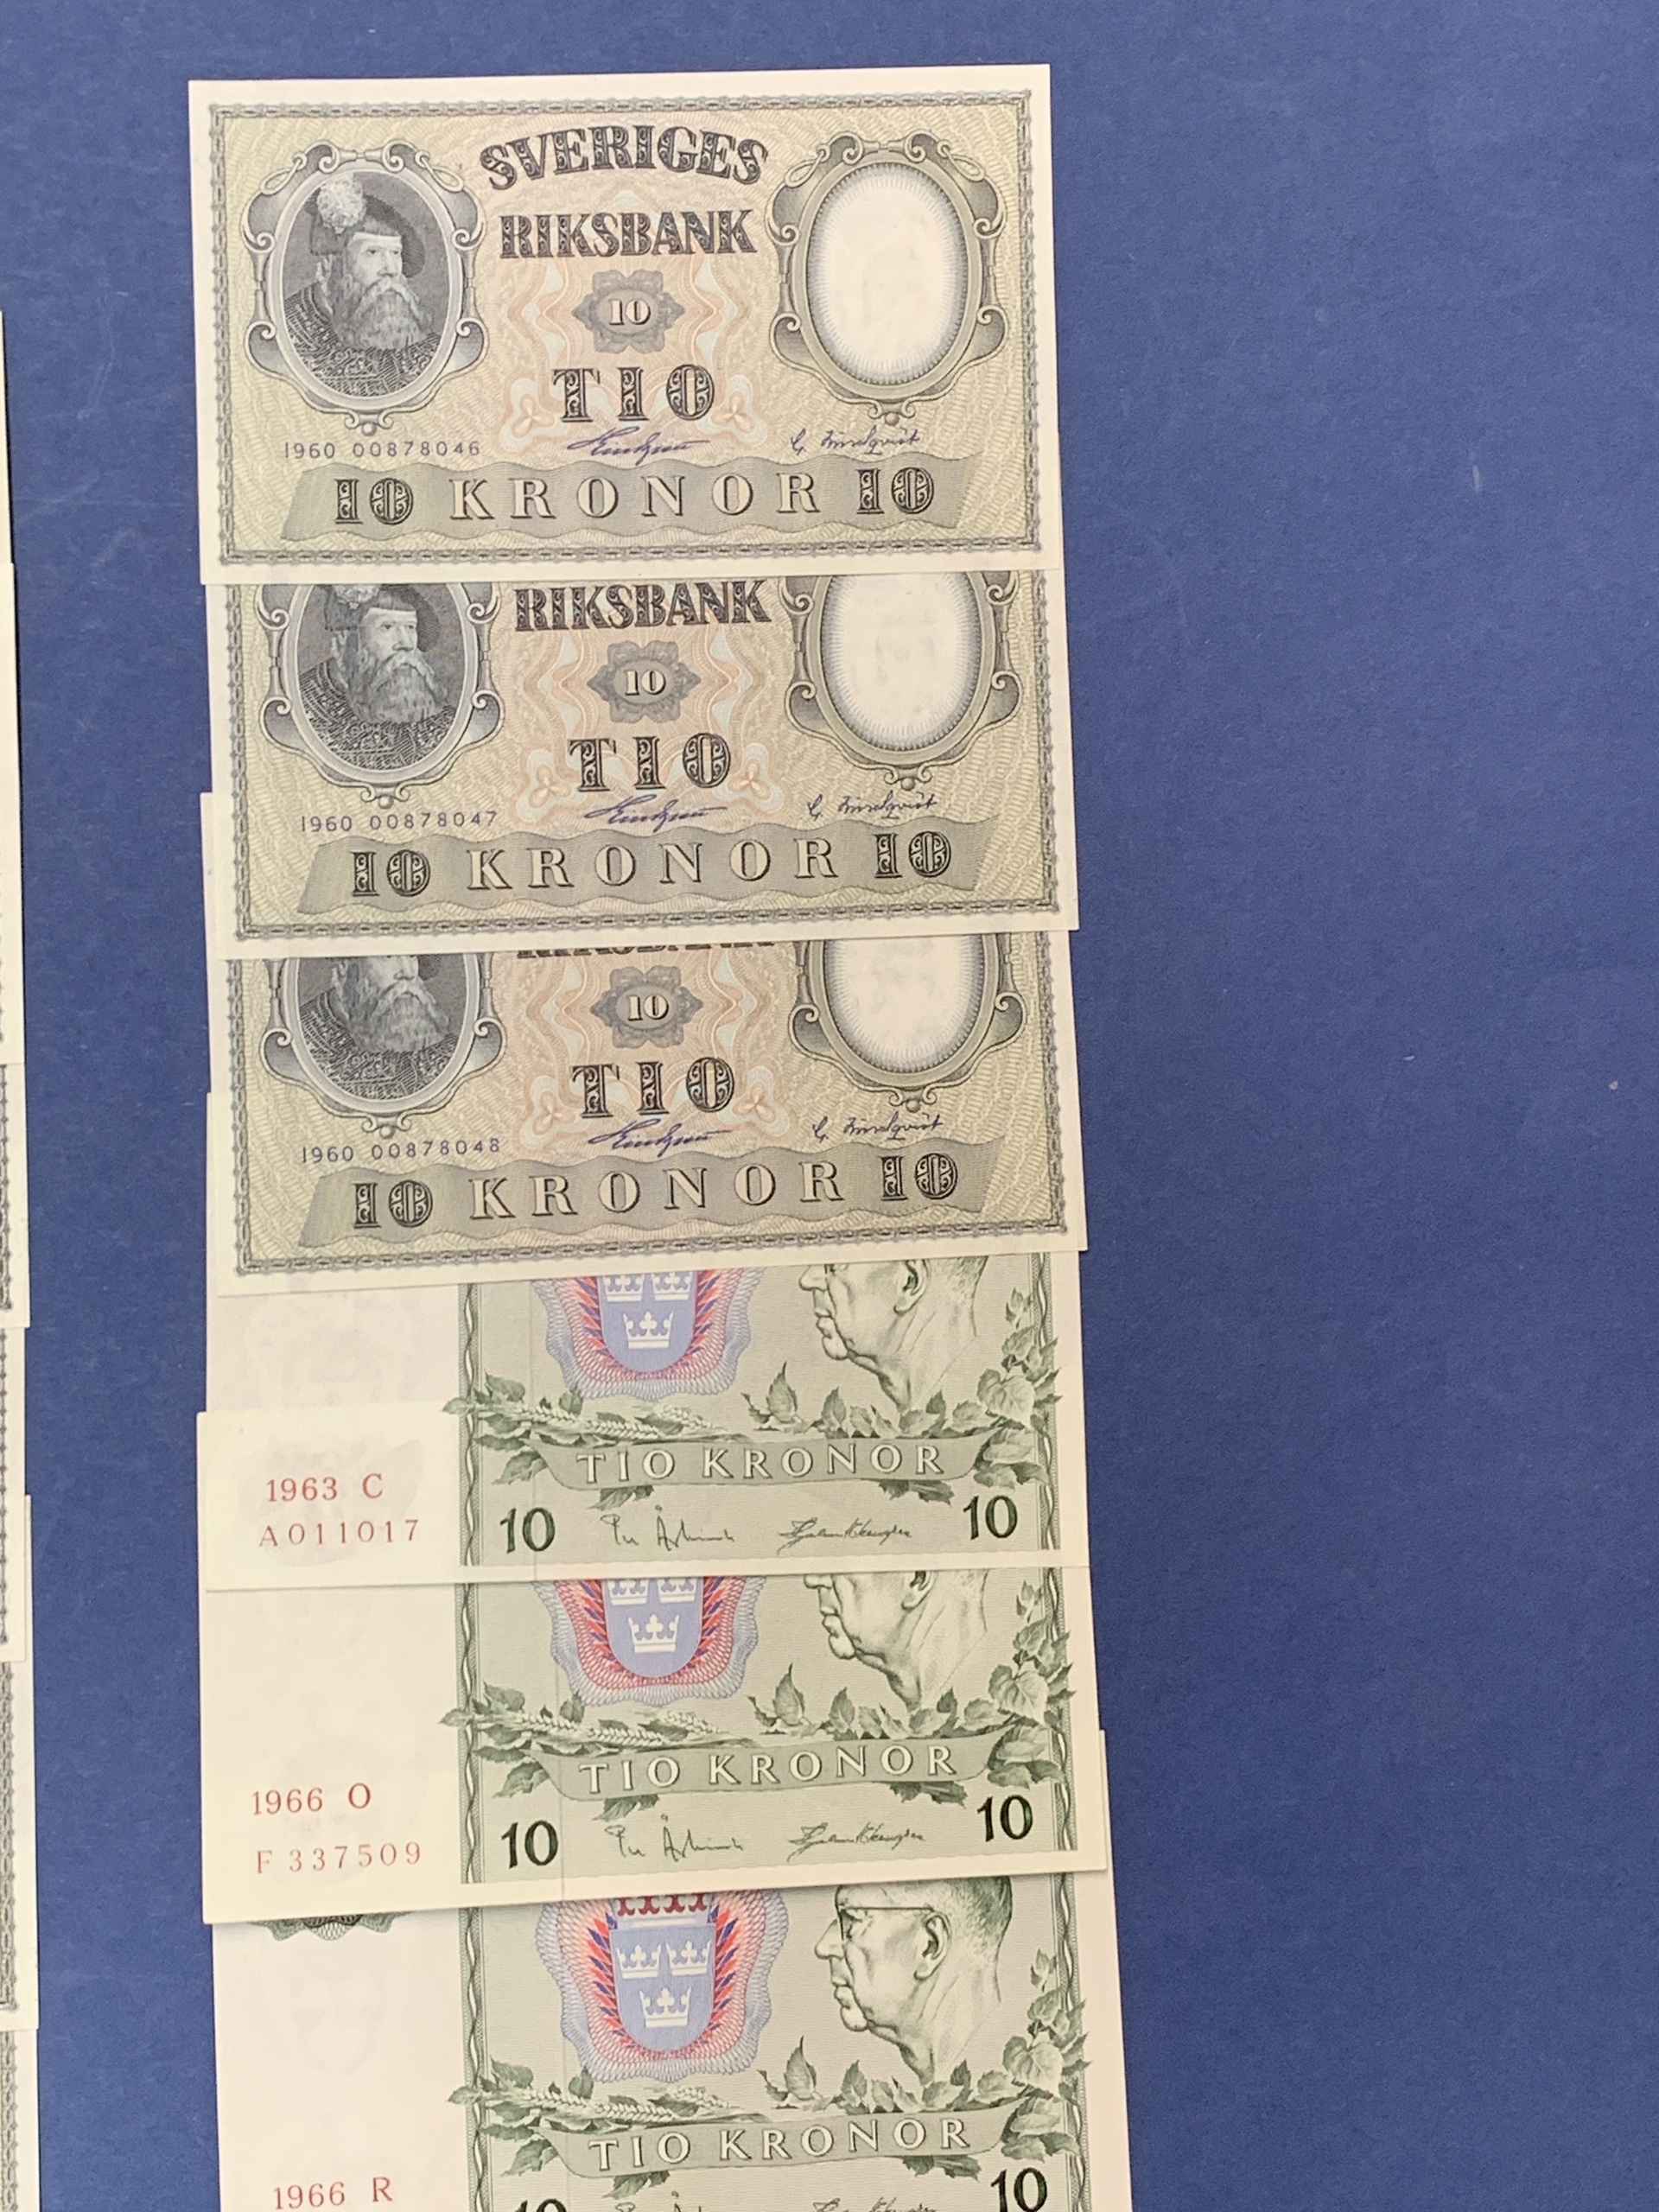 SVERIGES
RIKSBANK
10
TIO
1960 00878046
10 KRONOR 10
RIKSBANK
10
TIO
1960 00878047
10 KRONOR 10
RIKSBANK
10
TIO
1960 00878048
10 KRONOR 10
TIO KRONOR
1963 C
A011017
10 10
TIO KRONOR
1966 O
F 337509
10 10
TIO KRONOR
1966 R
10 10